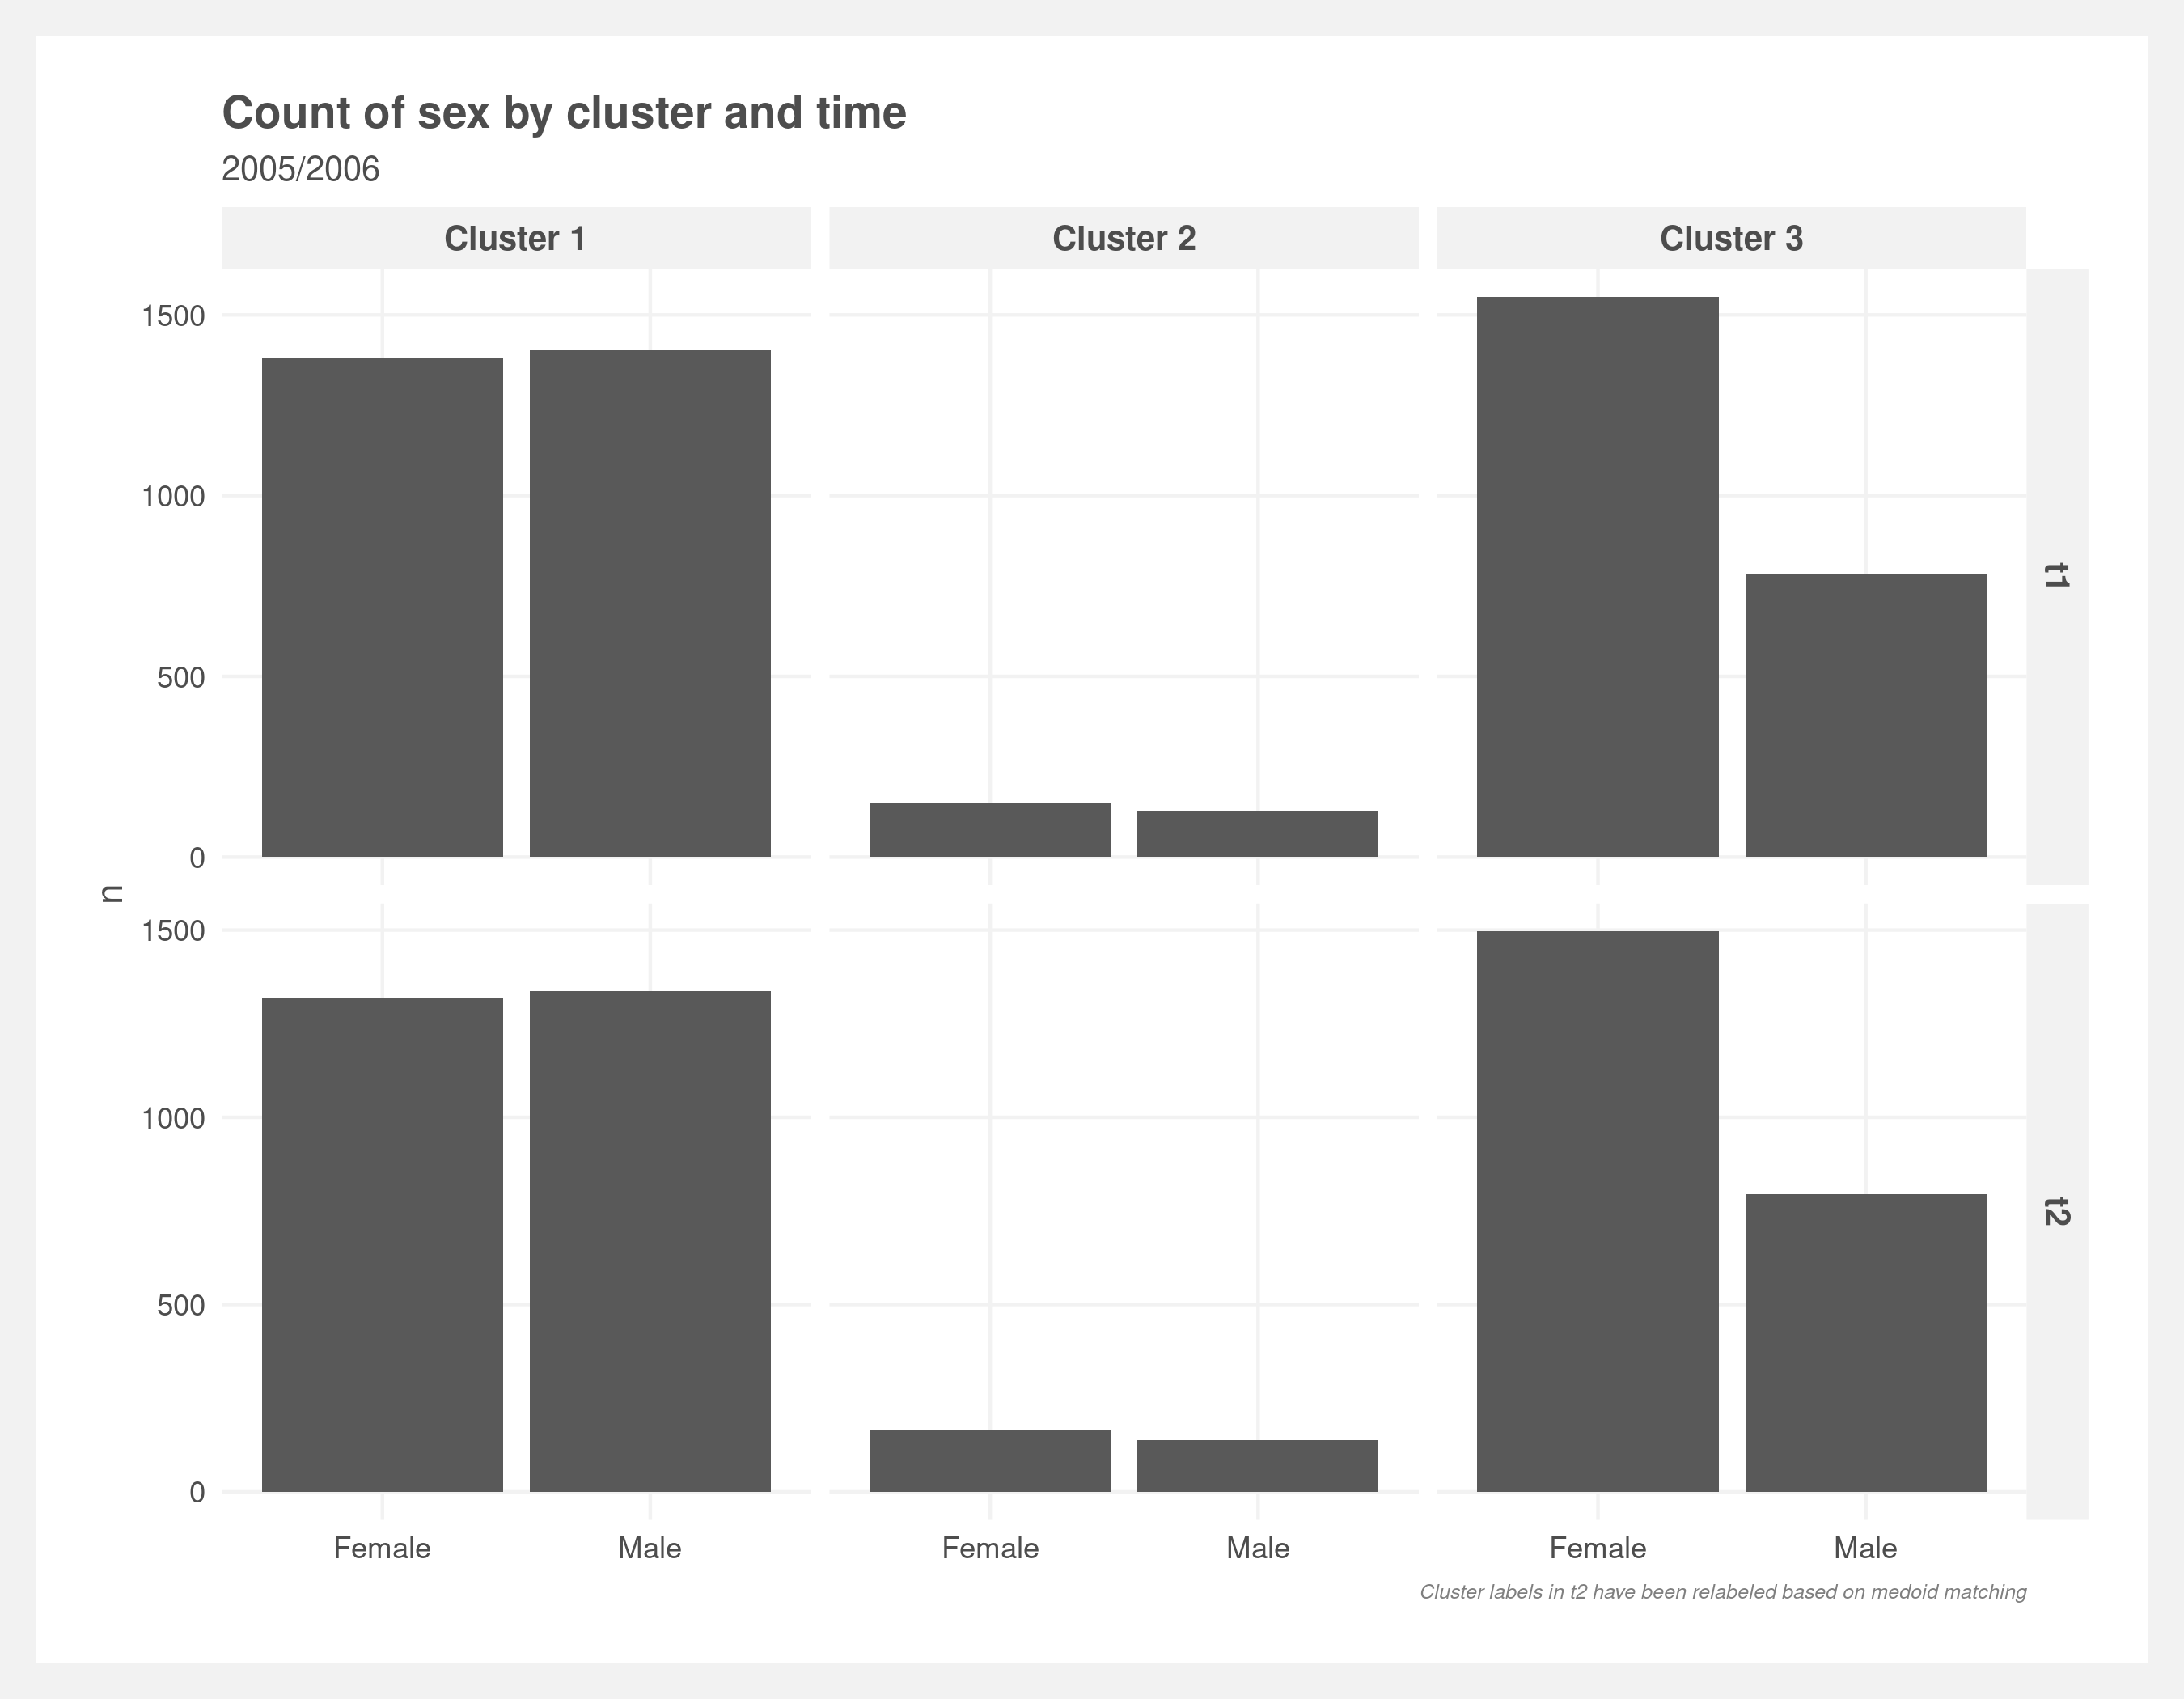 Count of sex by cluster and time
2005/2006
Cluster 1 Cluster 2 Cluster 3
1500
1000
500
0
t1
n
1500
1000
500
0
t2
Female Male Female Male Female Male
Cluster labels in t2 have been relabeled based on medoid matching